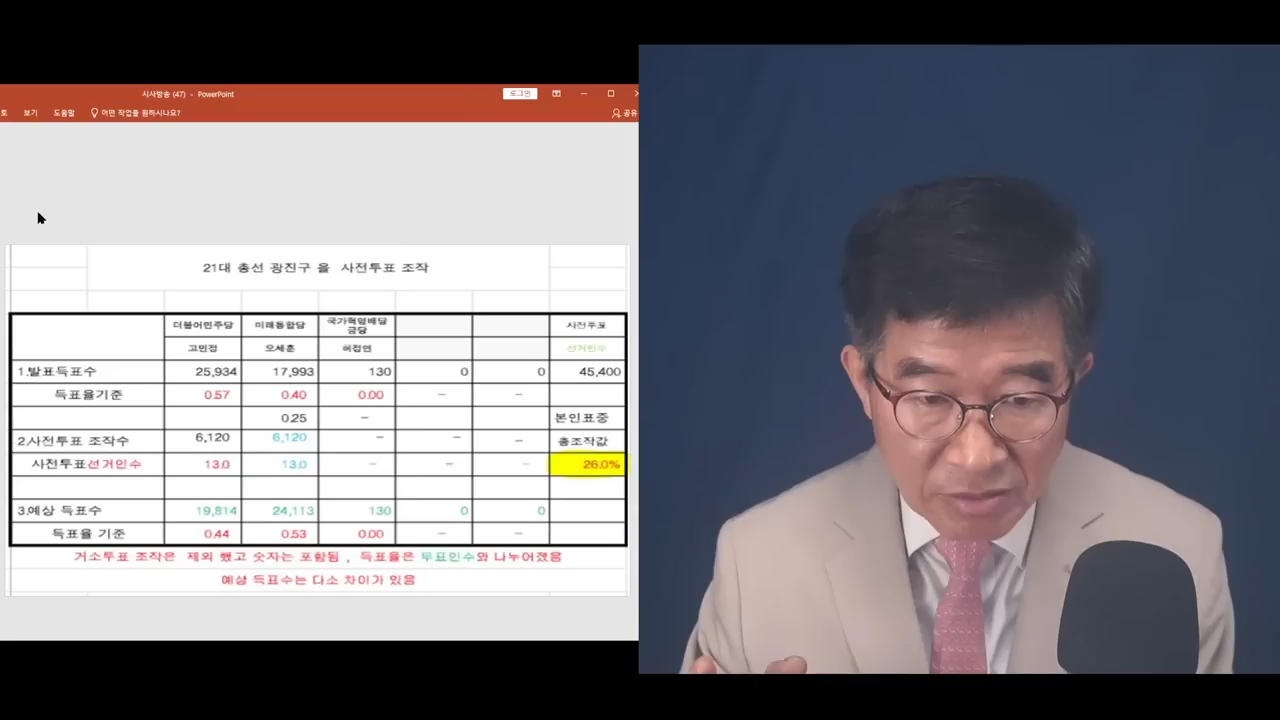 시사방송 (47) - PowerPoint
로그인
토 보기 도움말 어떤 작업을 원하시나요? 공유
21대 총선 광진구 을 사전투표 조작
더불어민주당 미래통합당 국가혁명배당금당 사전투표
고민정 오세훈 허정연 선거인수
1.발표득표수 25,934 17,993 130 0 0 45,400
득표율기준 0.57 0.40 0.00 - -
0.25 - 본인표중
2.사전투표 조작수 6,120 6,120 - - - 총조작값
사전투표선거인수 13.0 13.0 - - - 26.0%
3.예상 득표수 19,814 24,113 130 0 0
득표율 기준 0.44 0.53 0.00 - -
거소투표 조작은 제외 했고 숫자는 포함됨 , 득표율은 투표인수와 나누어졌음
예상 득표수는 다소 차이가 있음